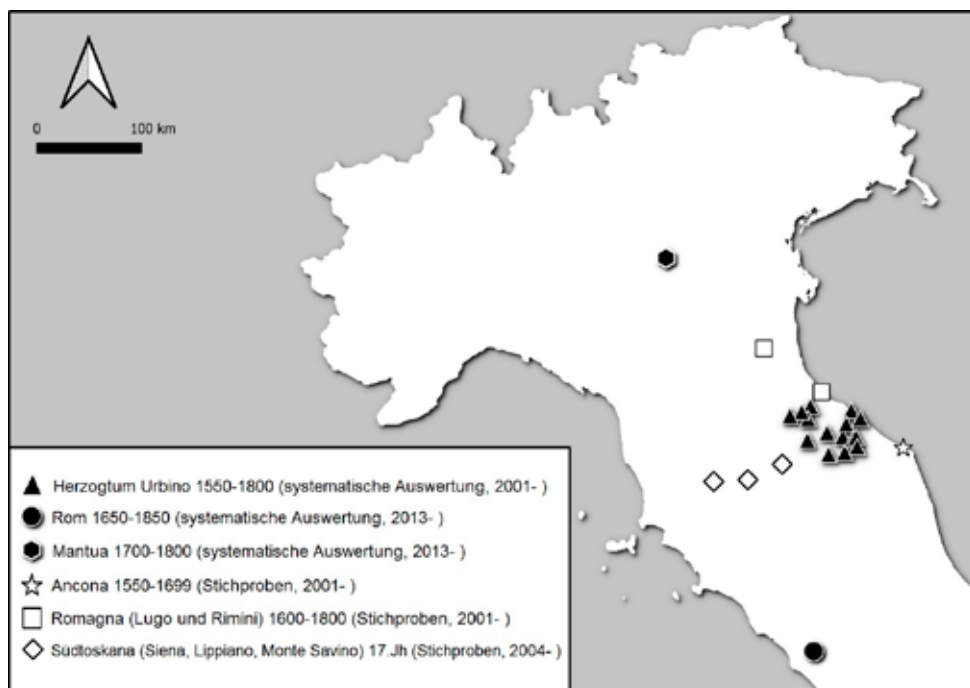 0 100 km
Herzogtum Urbino 1550-1800 (systematische Auswertung, 2001- )
Rom 1650-1850 (systematische Auswertung, 2013- )
Mantua 1700-1800 (systematische Auswertung, 2013- )
Ancona 1550-1699 (Stichproben, 2001- )
Romagna (Lugo und Rimini) 1600-1800 (Stichproben, 2001- )
Südtoskana (Siena, Lippiano, Monte Savino) 17.Jh (Stichproben, 2004- )